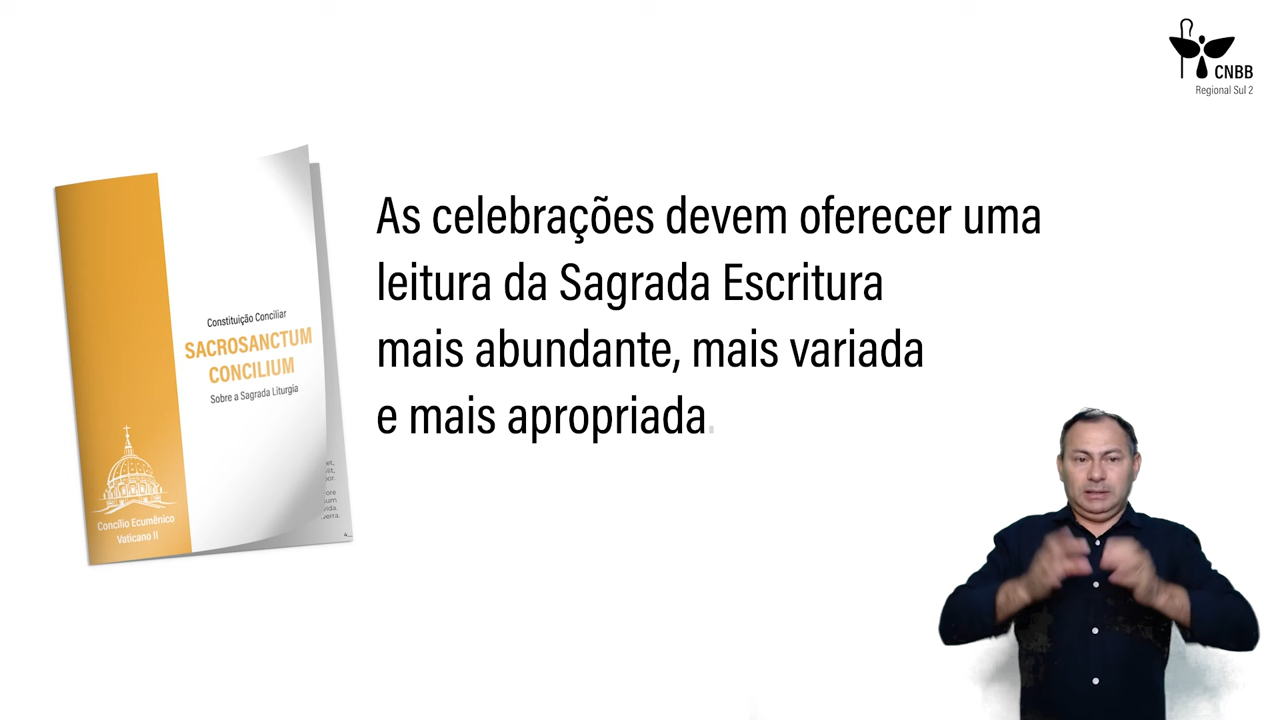 CNBB
Regional Sul 2
As celebrações devem oferecer uma
leitura da Sagrada Escritura
mais abundante, mais variada
e mais apropriada.
Constituição Conciliar
SACROSANCTUM
CONCILIUM
Sobre a Sagrada Liturgia
Concílio Ecumênico
Vaticano II